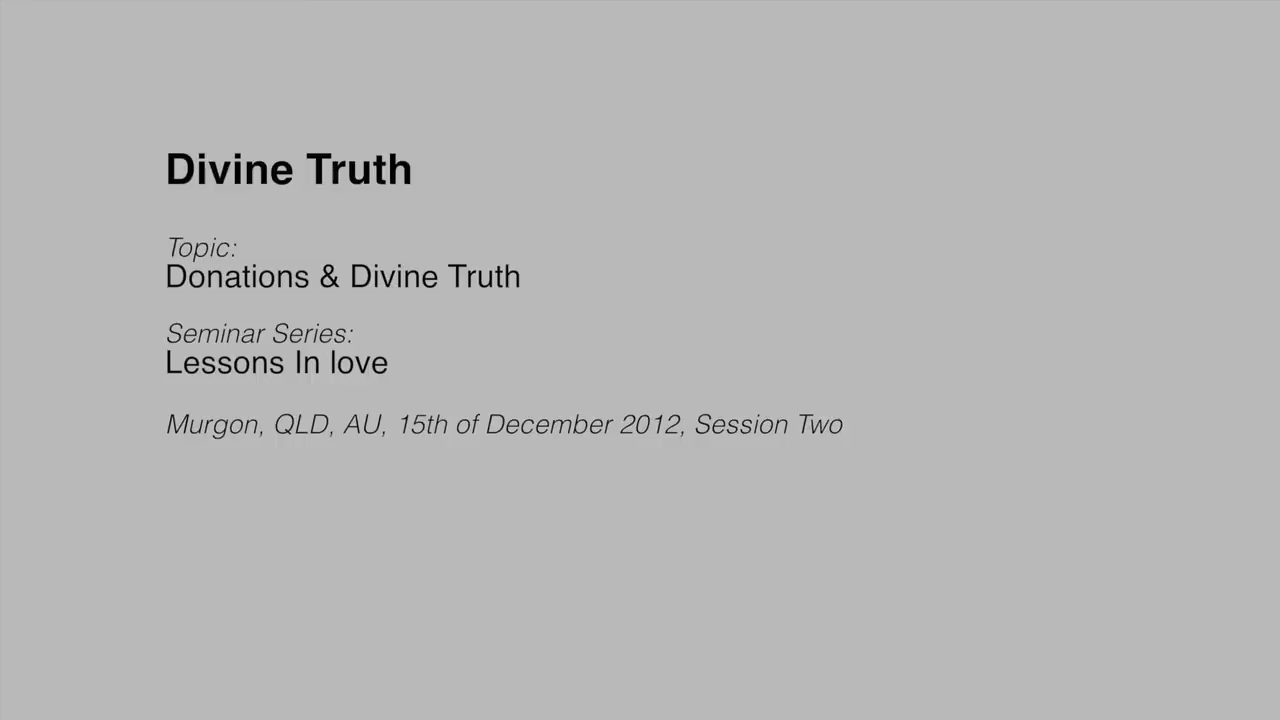 Divine Truth
Topic:
Donations & Divine Truth
Seminar Series:
Lessons In love
Murgon, QLD, AU, 15th of December 2012, Session Two